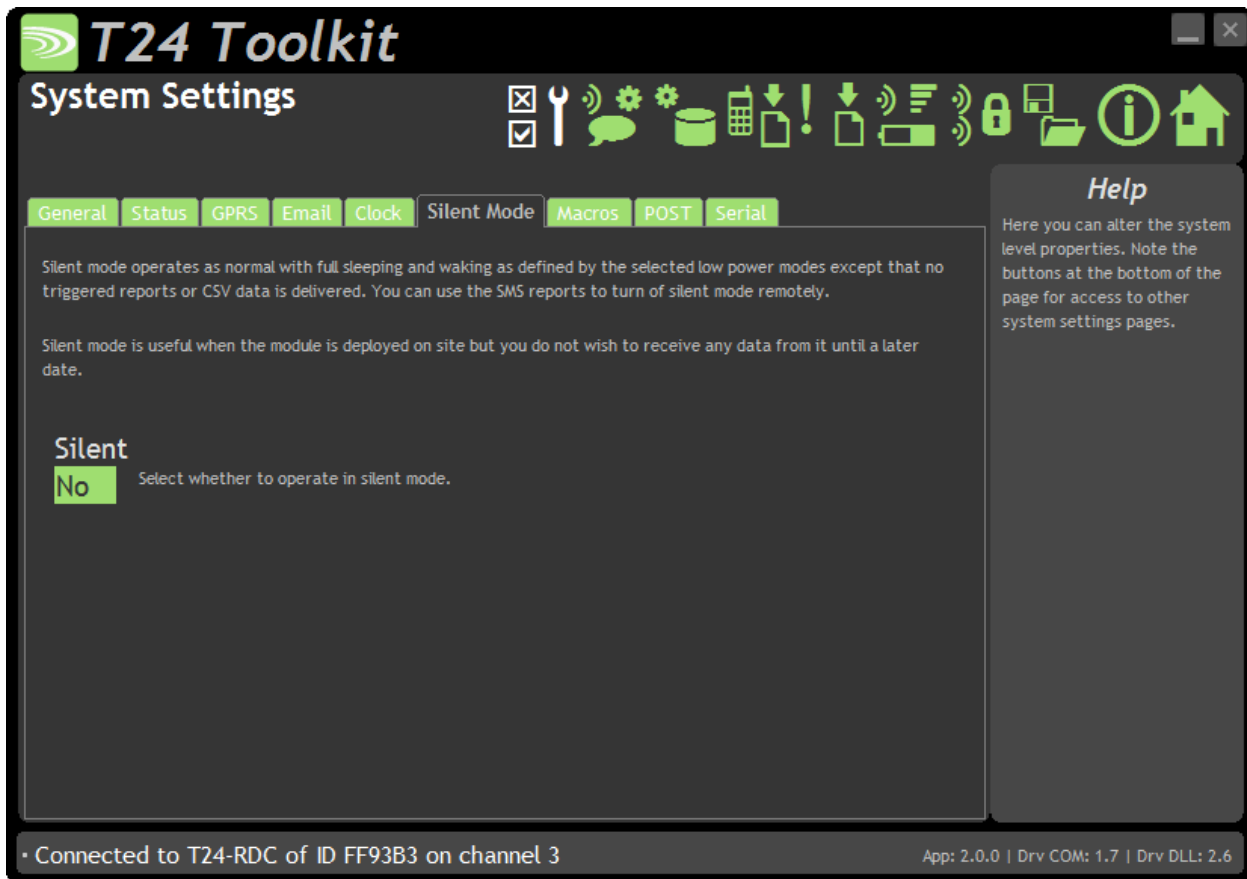 T24 Toolkit
System Settings
General Status GPRS Email Clock Silent Mode Macros POST Serial
Silent mode operates as normal with full sleeping and waking as defined by the selected low power modes except that no
triggered reports or CSV data is delivered. You can use the SMS reports to turn of silent mode remotely.
Silent mode is useful when the module is deployed on site but you do not wish to receive any data from it until a later
date.
Silent
No
Select whether to operate in silent mode.
Help
Here you can alter the system
level properties. Note the
buttons at the bottom of the
page for access to other
system settings pages.
Connected to T24-RDC of ID FF93B3 on channel 3
App: 2.0.0 | Drv COM: 1.7 | Drv DLL: 2.6